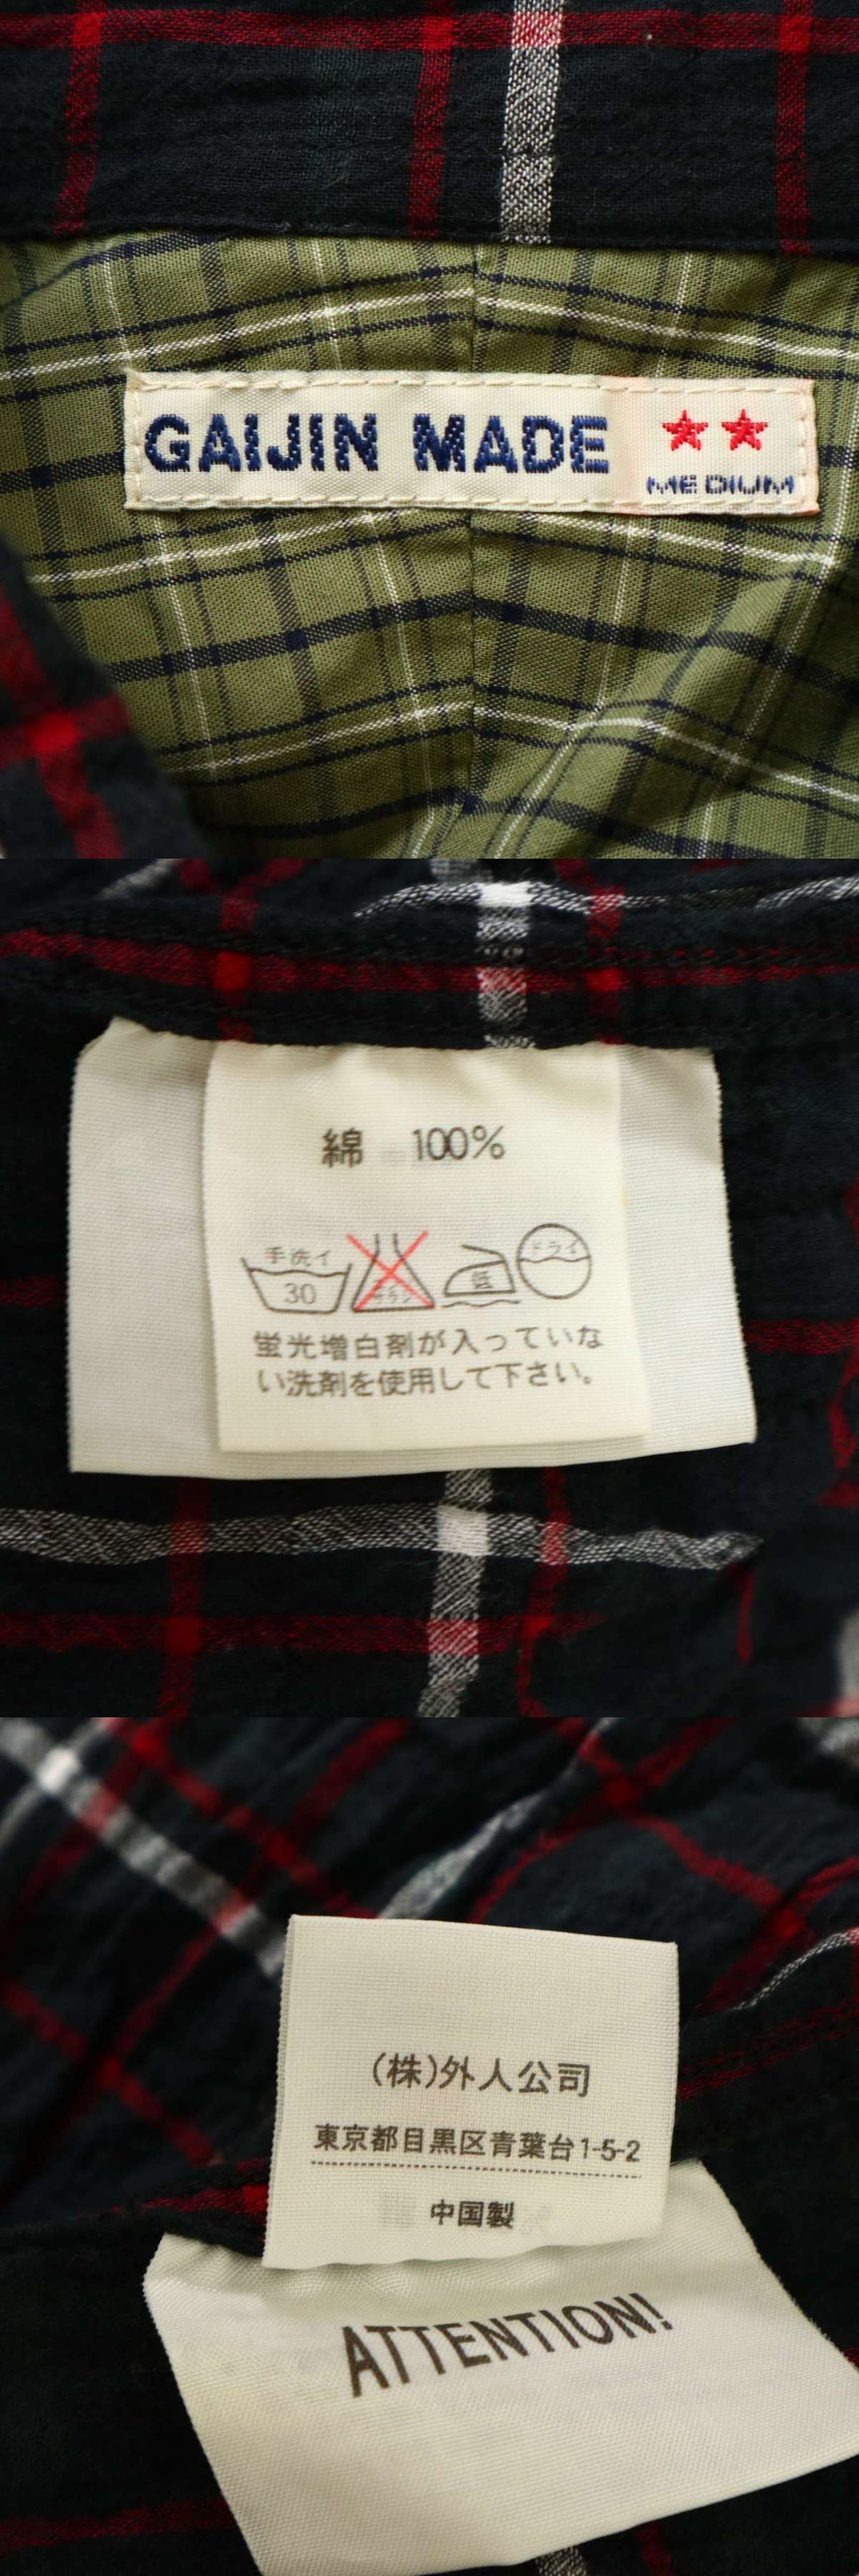 GAIJIN MADE
★★
MEDIUM
綿 100%
手洗イ
30
低
ドライ
蛍光増白剤が入っていな
い洗剤を使用して下さい。
(株)外人公司
東京都目黒区青葉台1-5-2
中国製
ATTENTION!